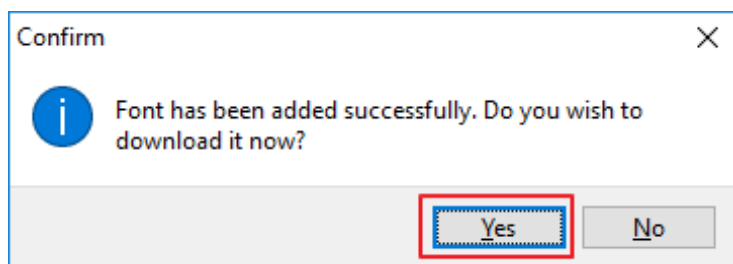 Confirm
Font has been added successfully. Do you wish to
download it now?
Yes
No